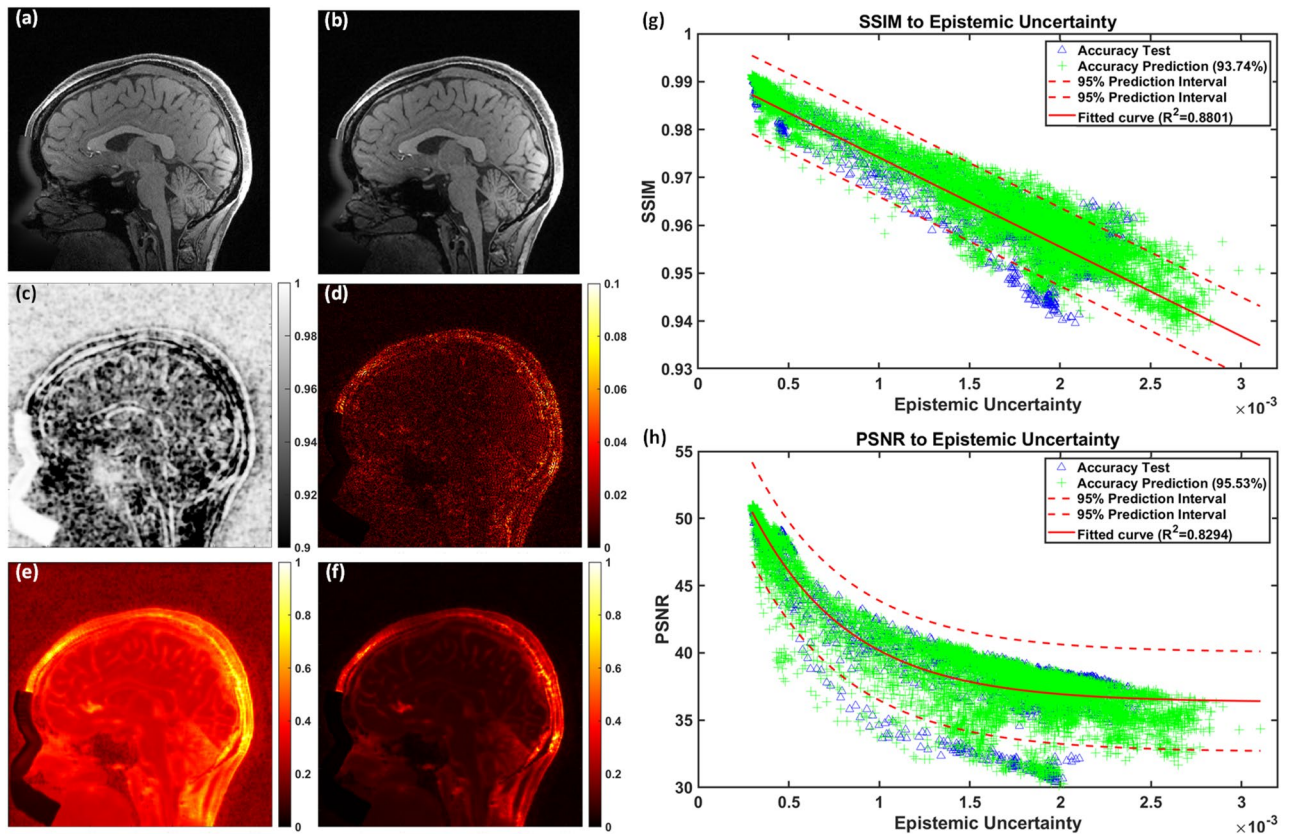 (a)
(b)
(c)
1
0.98
0.96
0.94
0.92
0.9
(d)
0.1
0.08
0.06
0.04
0.02
0
(e)
1
0.8
0.6
0.4
0.2
0
(f)
1
0.8
0.6
0.4
0.2
0
(g)
SSIM to Epistemic Uncertainty
Accuracy Test
Accuracy Prediction (93.74%)
95% Prediction Interval
95% Prediction Interval
Fitted curve (R²=0.8801)
SSIM
1
0.99
0.98
0.97
0.96
0.95
0.94
0.93
0 0.5 1 1.5 2 2.5 3
Epistemic Uncertainty
×10⁻³
(h)
PSNR to Epistemic Uncertainty
Accuracy Test
Accuracy Prediction (95.53%)
95% Prediction Interval
95% Prediction Interval
Fitted curve (R²=0.8294)
PSNR
55
50
45
40
35
30
0 0.5 1 1.5 2 2.5 3
Epistemic Uncertainty
×10⁻³